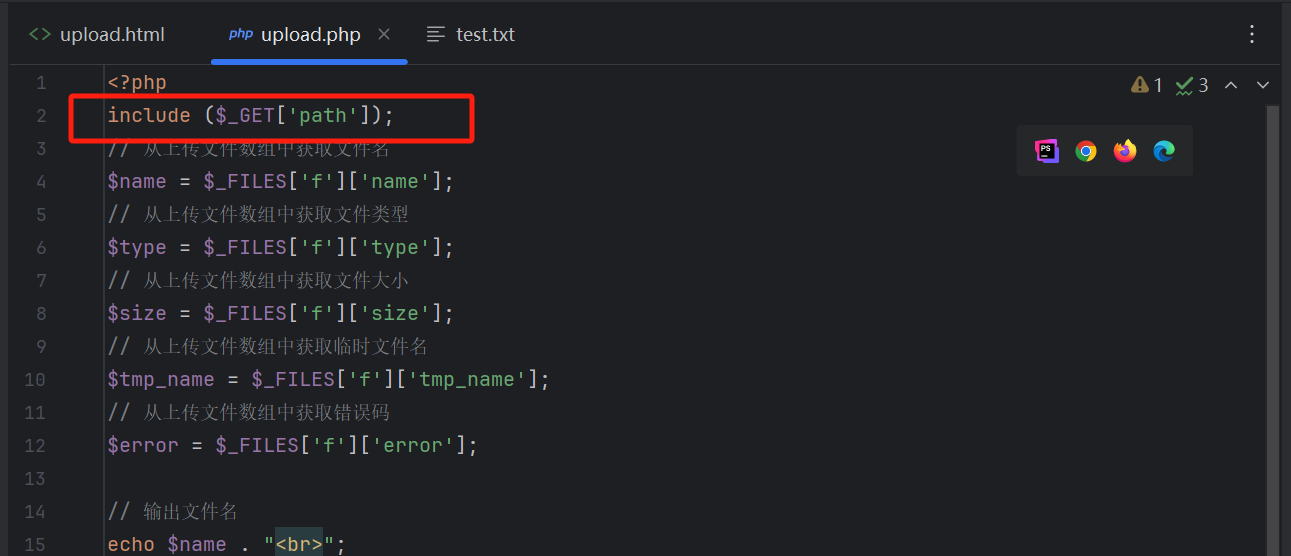 upload.html
php upload.php
test.txt
1 <?php
2 include ($_GET['path']);
3 // 从上传文件数组中获取文件名
4 $name = $_FILES['f']['name'];
5 // 从上传文件数组中获取文件类型
6 $type = $_FILES['f']['type'];
7 // 从上传文件数组中获取文件大小
8 $size = $_FILES['f']['size'];
9 // 从上传文件数组中获取临时文件名
10 $tmp_name = $_FILES['f']['tmp_name'];
11 // 从上传文件数组中获取错误码
12 $error = $_FILES['f']['error'];
13
14 // 输出文件名
15 echo $name . "<br>";
1
3
PS